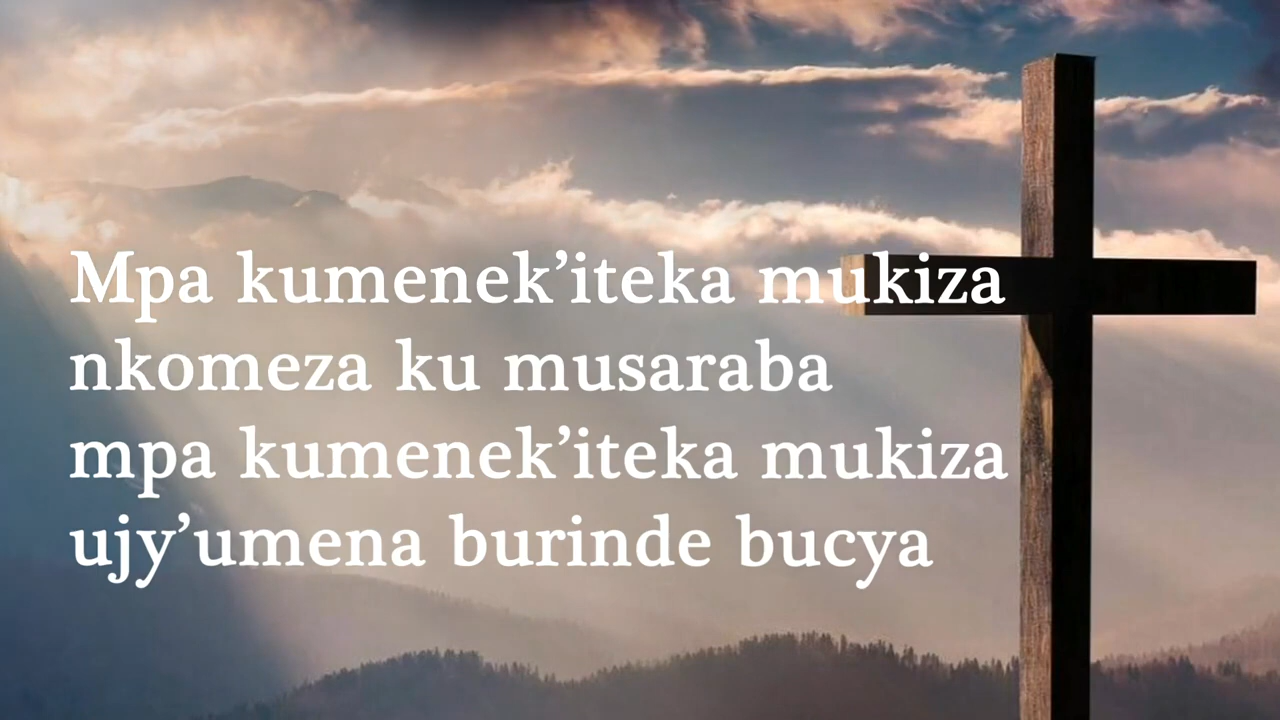 Mpa kumenek’iteka mukiza
nkomeza ku musaraba
mpa kumenek’iteka mukiza
ujy’umena burinde bucya